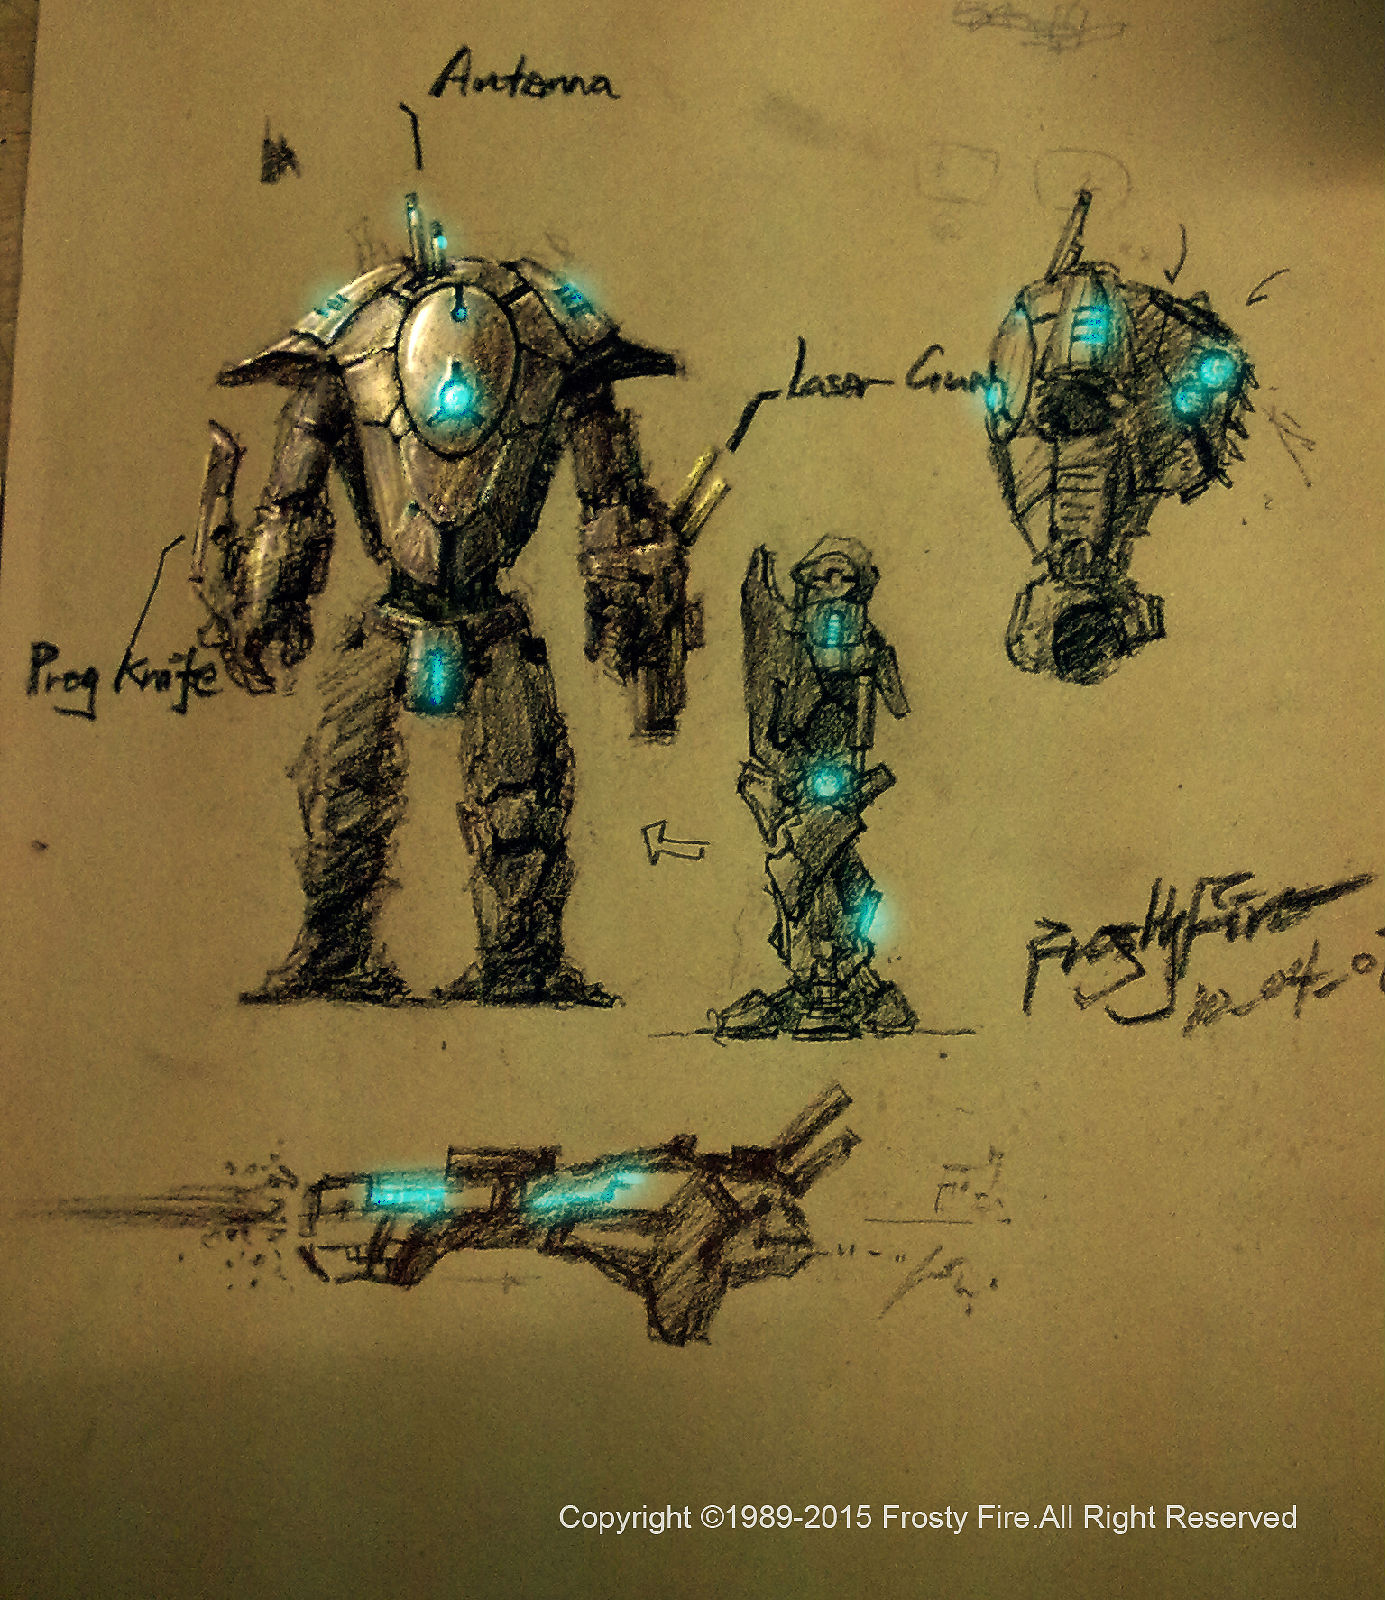 Antenna
Laser Gun
Prog Knife
FrostyFire
Copyright ©1989-2015 Frosty Fire.All Right Reserved